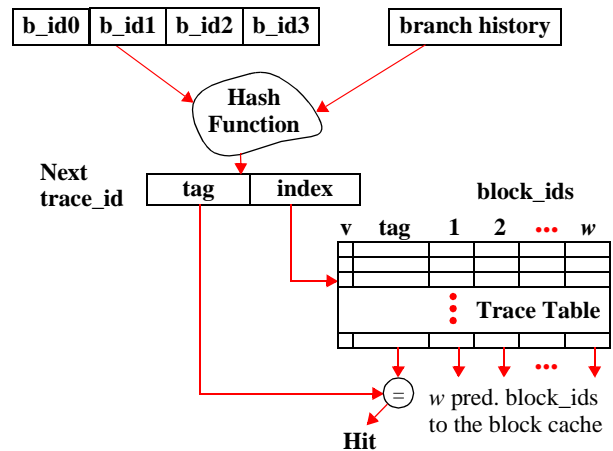 b_id0 b_id1 b_id2 b_id3
branch history
Hash
Function
Next
trace_id
tag index
block_ids
v tag 1 2 ••• w
Trace Table
=
•••
w pred. block_ids
to the block cache
Hit